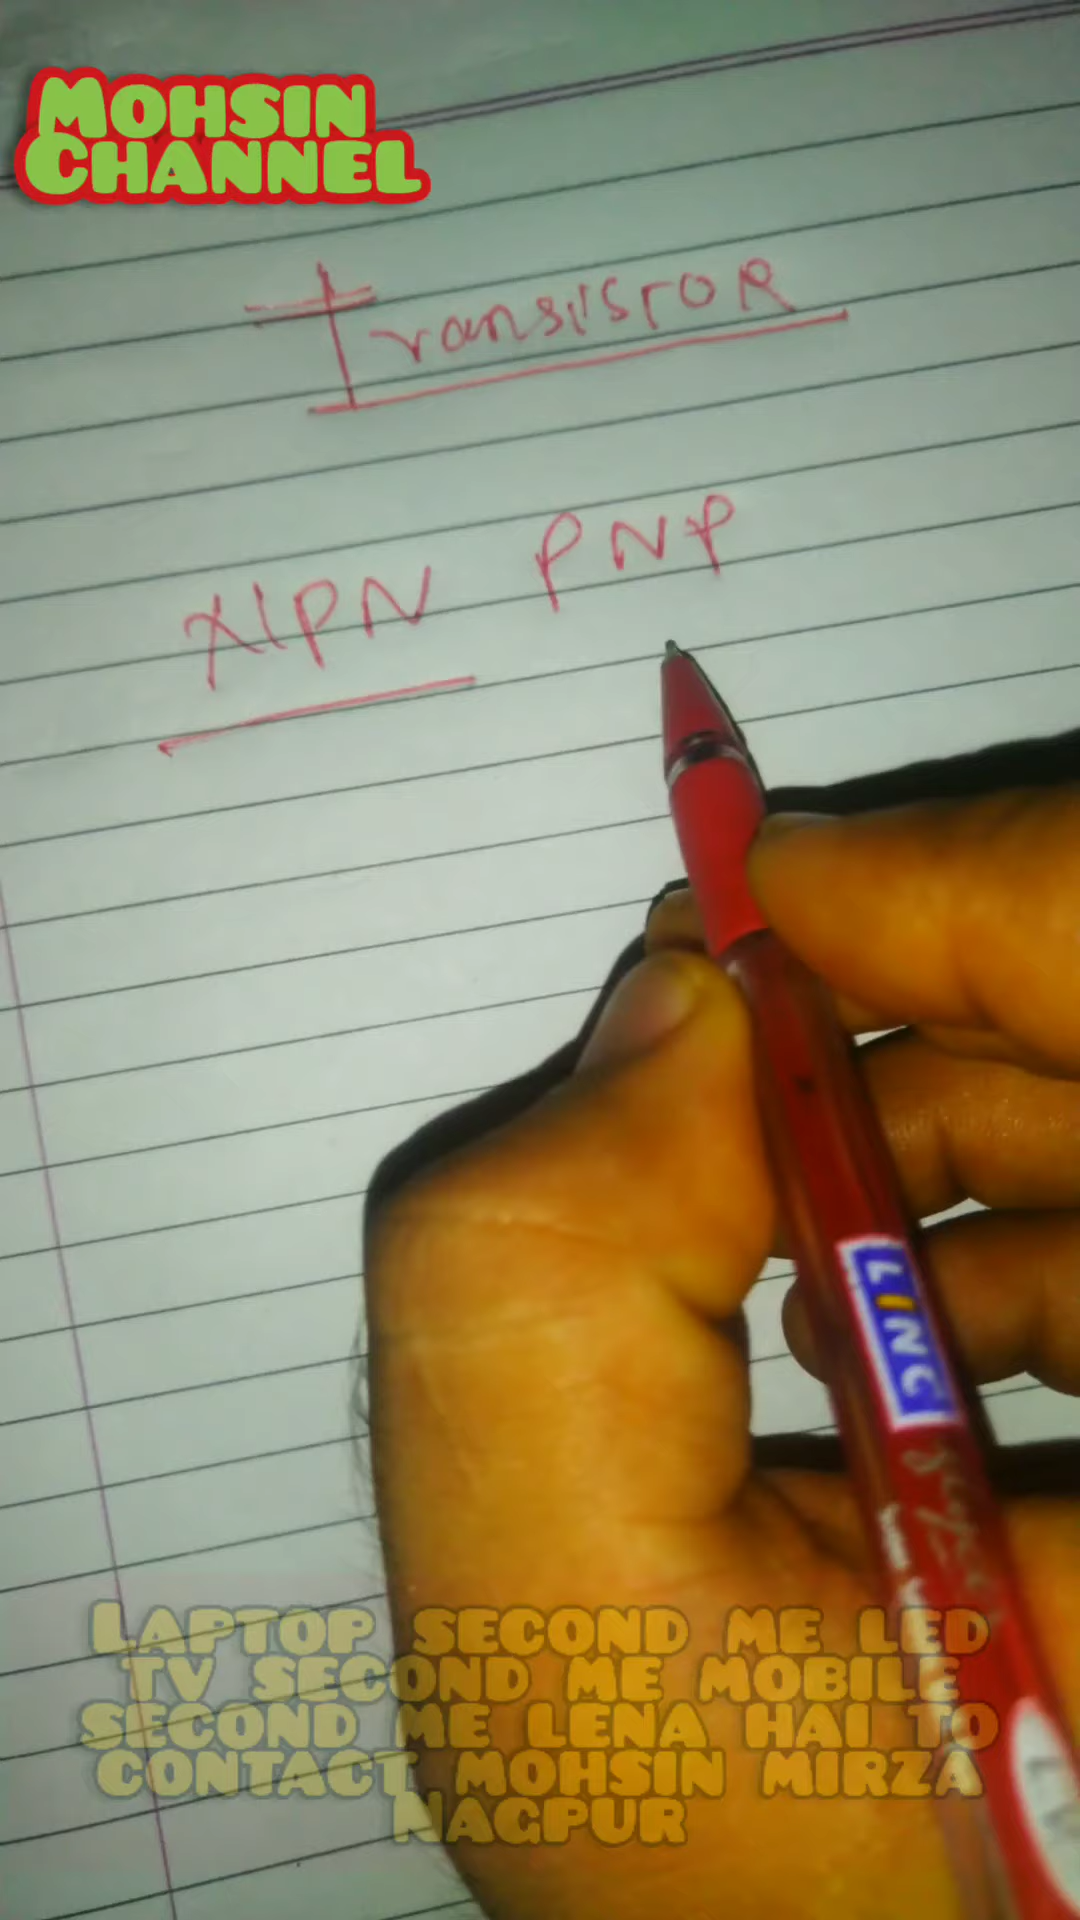 MOHSIN
CHANNEL
Transistor
NPN PNP
LINC
LAPTOP SECOND ME LED
TV SECOND ME MOBILE
SECOND ME LENA HAI TO
CONTACT MOHSIN MIRZA
NAGPUR